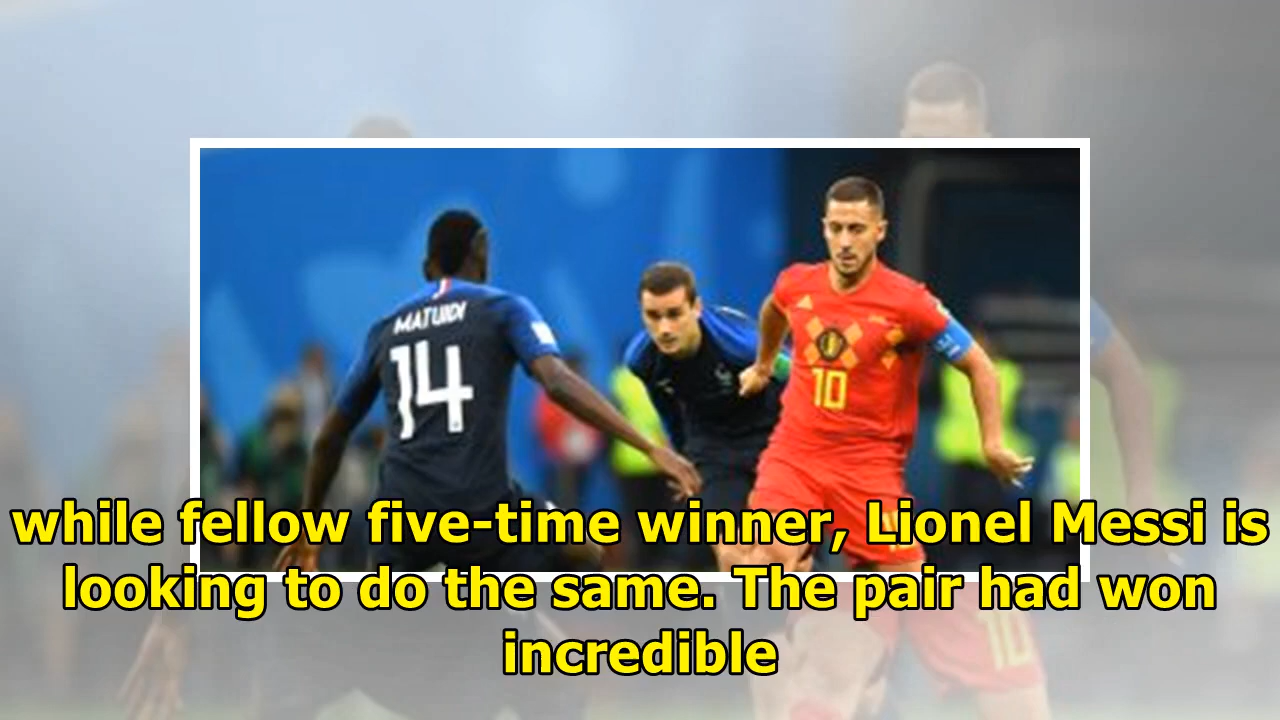 MATUIDI
14
10
while fellow five-time winner, Lionel Messi is
looking to do the same. The pair had won
incredible